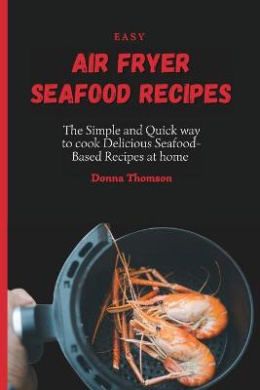 EASY
AIR FRYER
SEAFOOD RECIPES
The Simple and Quick way
to cook Delicious Seafood-
Based Recipes at home
Donna Thomson